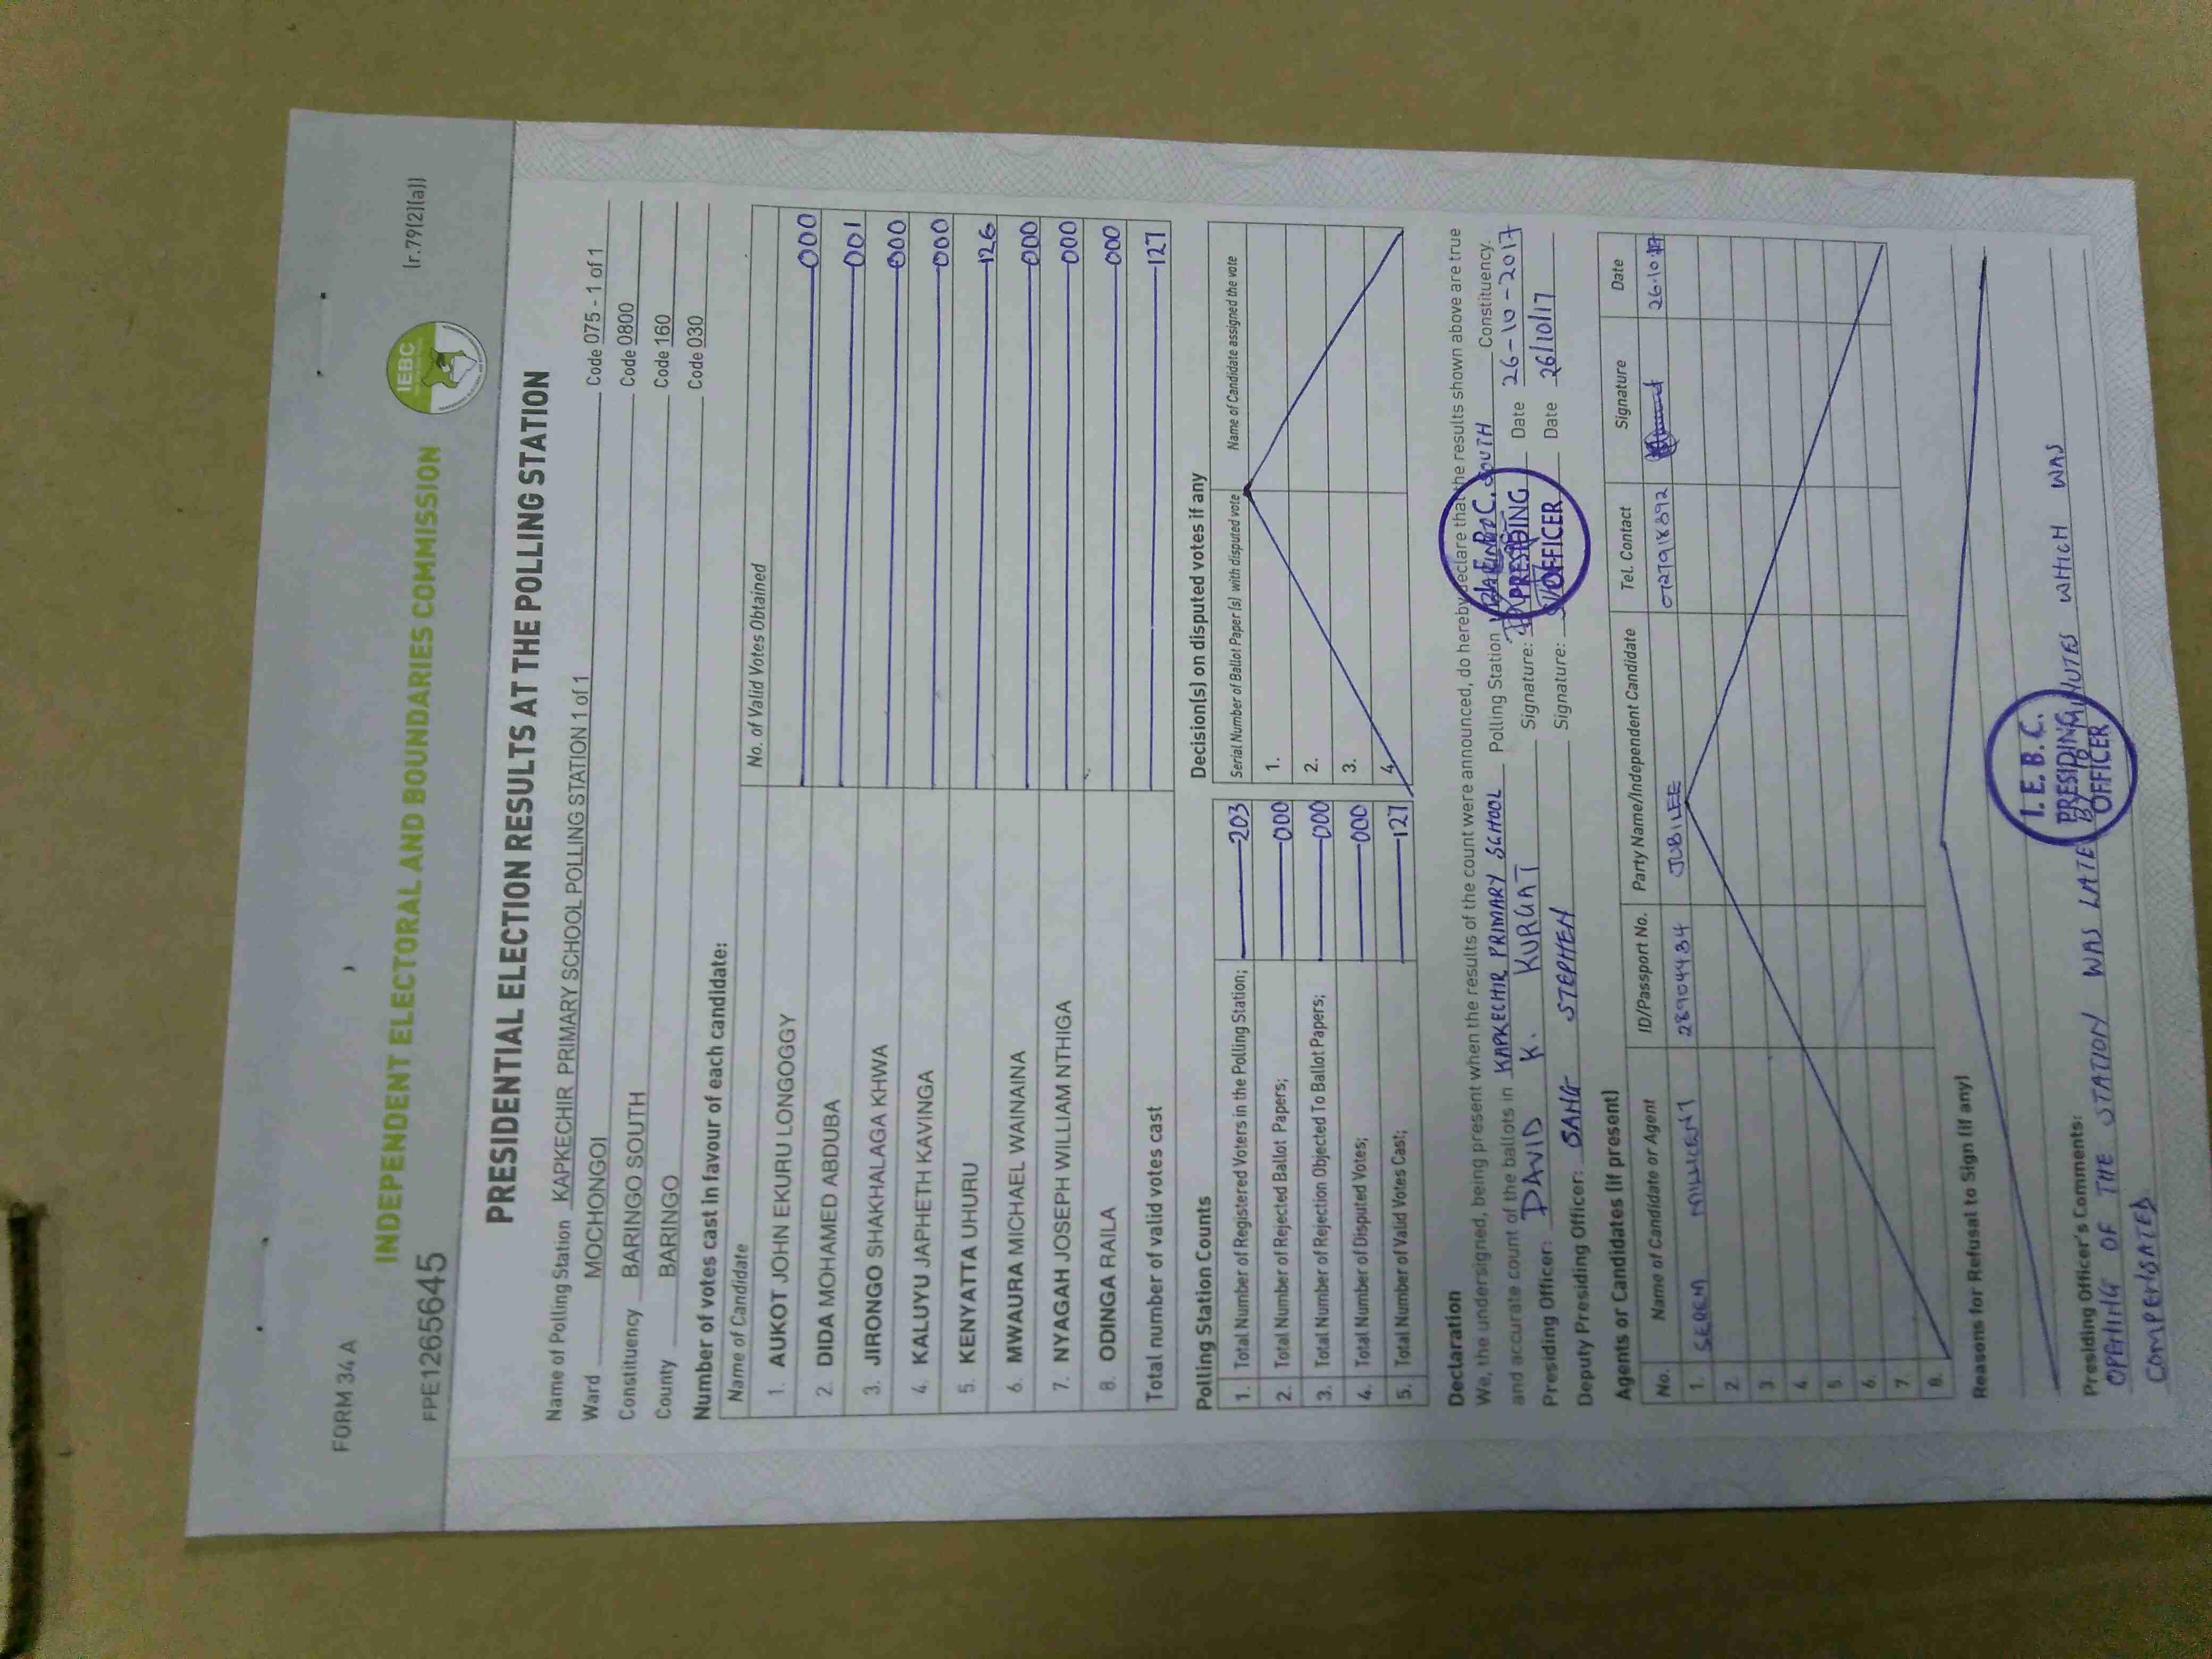 FORM 34A
(r.79(2)(a))
INDEPENDENT ELECTORAL AND BOUNDARIES COMMISSION
IEBC
FPE1265645
PRESIDENTIAL ELECTION RESULTS AT THE POLLING STATION
Name of Polling Station KAPKECHIR PRIMARY SCHOOL POLLING STATION 1 of 1 Code 075 - 1 of 1
Ward MOCHONGOI Code 0800
Constituency BARINGO SOUTH Code 160
County BARINGO Code 030
Number of votes cast in favour of each candidate:
Name of Candidate No. of Valid Votes Obtained
1. AUKOT JOHN EKURU LONGOGGY 000
2. DIDA MOHAMED ABDUBA 001
3. JIRONGO SHAKHALAGA KHWA 000
4. KALUYU JAPHETH KAVINGA 000
5. KENYATTA UHURU 126
6. MWAURA MICHAEL WAINAINA 000
7. NYAGAH JOSEPH WILLIAM NTHIGA 000
8. ODINGA RAILA 000
Total number of valid votes cast 127
Polling Station Counts
1. Total Number of Registered Voters in the Polling Station; 203
2. Total Number of Rejected Ballot Papers; 000
3. Total Number of Rejection Objected To Ballot Papers; 000
4. Total Number of Disputed Votes; 000
5. Total Number of Valid Votes Cast; 127
Decision(s) on disputed votes if any
Serial Number of Ballot Paper(s) with disputed vote Name of Candidate assigned the vote
1.
2.
3.
4.
Declaration
We, the undersigned, being present when the results of the count were announced, do hereby declare that the results shown above are true
and accurate count of the ballots in KAPKECHIR PRIMARY SCHOOL Polling Station BARINGO SOUTH Constituency.
Presiding Officer: DAVID K. KURGAT Signature: Date 26-10-2017
Deputy Presiding Officer: SANG STEPHEN Signature: Date 26/10/17
I.E.B.C.
PRESIDING
OFFICER
Agents or Candidates (if present)
No. Name of Candidate or Agent ID/Passport No. Party Name/Independent Candidate Tel. Contact Signature Date
1. SEREM MILLICENT 28904484 JUBILEE 0727918392 26.10.17
2.
3.
4.
5.
6.
7.
8.
Reasons for Refusal to Sign (if any)
Presiding Officer's Comments:
OPENING OF THE STATION WAS LATE BY MINUTES WHICH WAS
COMPENSATED
I. E. B. C.
PRESIDING
OFFICER